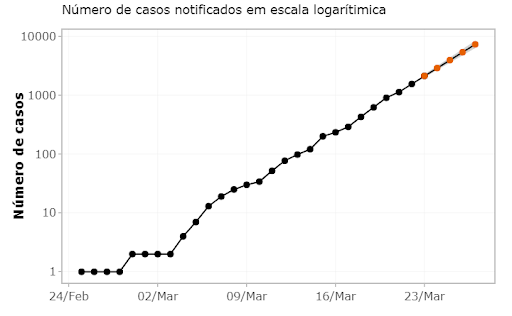 Número de casos notificados em escala logarítimica
10000
1000
100
10
1
Número de casos
24/Feb 02/Mar 09/Mar 16/Mar 23/Mar